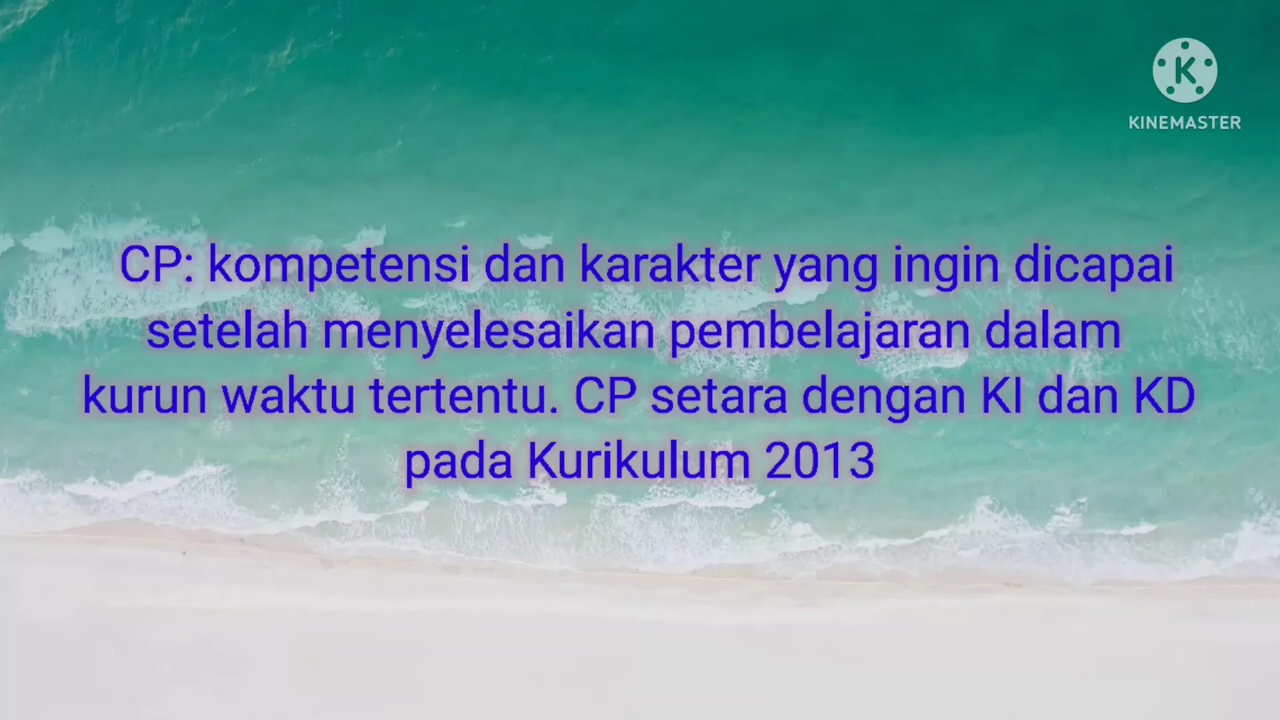 KINEMASTER
CP: kompetensi dan karakter yang ingin dicapai
setelah menyelesaikan pembelajaran dalam
kurun waktu tertentu. CP setara dengan KI dan KD
pada Kurikulum 2013